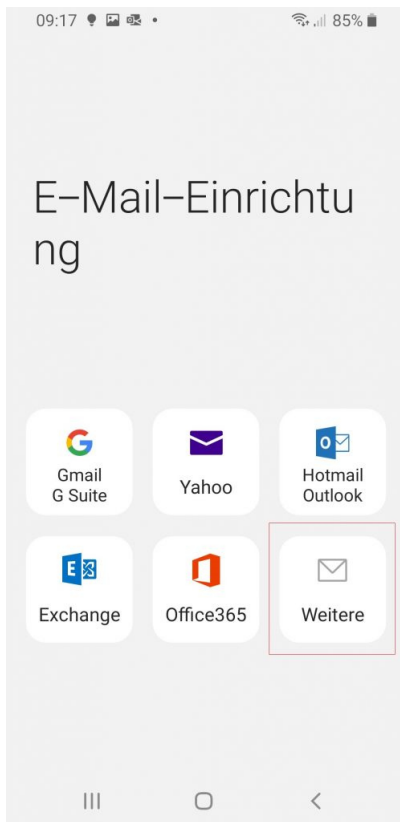 09:17
85%
E-Mail-Einrichtu
ng
Gmail
G Suite
Yahoo
Hotmail
Outlook
Exchange
Office365
Weitere